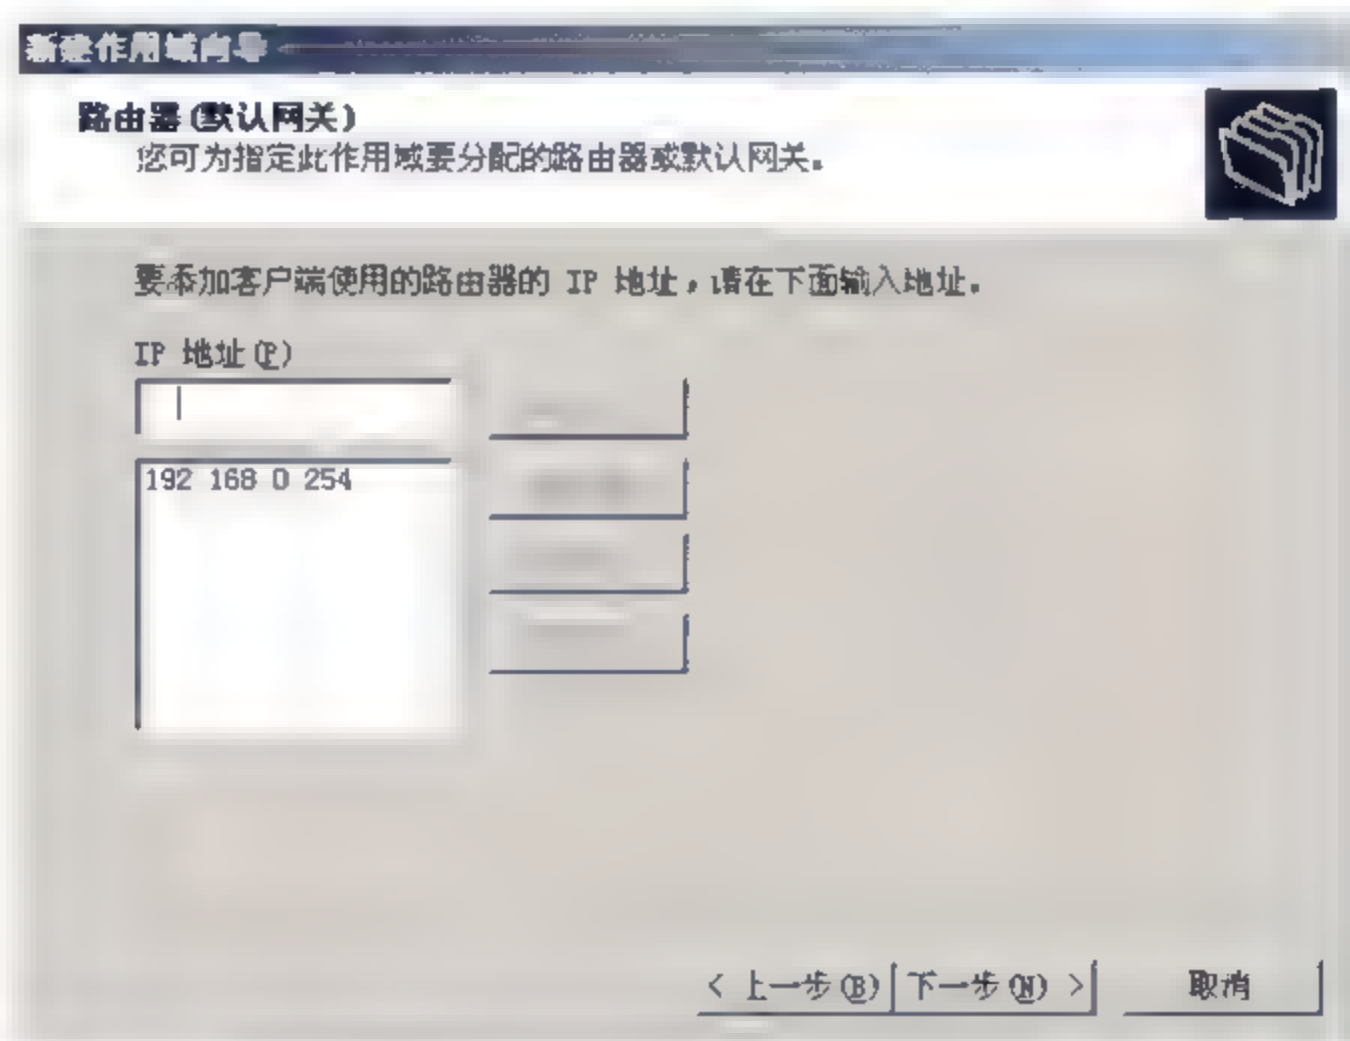 新建作用域向导
路由器(默认网关)
您可为指定此作用域要分配的路由器或默认网关。
要添加客户端使用的路由器的 IP 地址，请在下面输入地址.
IP 地址(P)
192 168 0 254
< 上一步(B) 下一步(N) > 取消